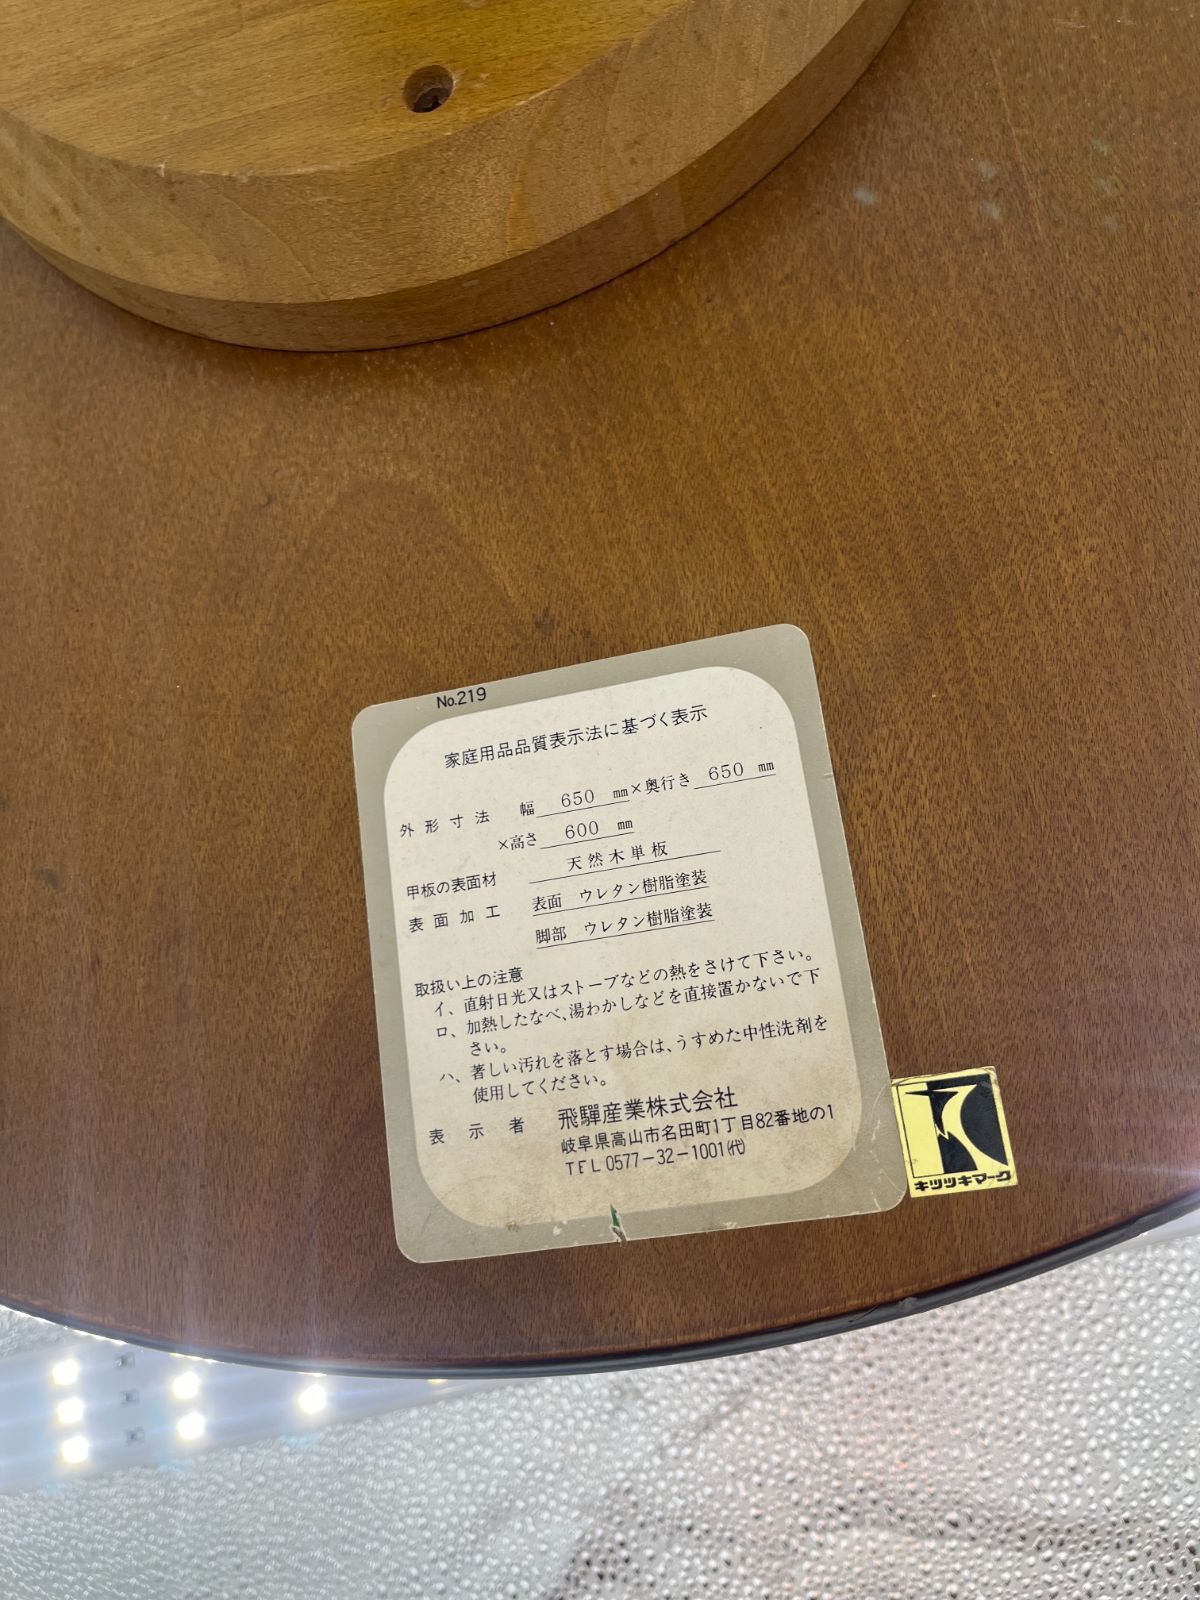 No.219
家庭用品品質表示法に基づく表示
外形寸法 幅 650 ㎜×奥行き 650 ㎜
×高さ 600 ㎜
甲板の表面材 天然木単板
表面加工 表面 ウレタン樹脂塗装
脚部 ウレタン樹脂塗装
取扱い上の注意
イ、直射日光又はストーブなどの熱をさけて下さい。
ロ、加熱したなべ、湯わかしなどを直接置かないで下
さい。
ハ、著しい汚れを落とす場合は、うすめた中性洗剤を
使用してください。
表示者 飛驒産業株式会社
岐阜県高山市名田町1丁目82番地の1
TEL 0577-32-1001㈹
キツツキマーク